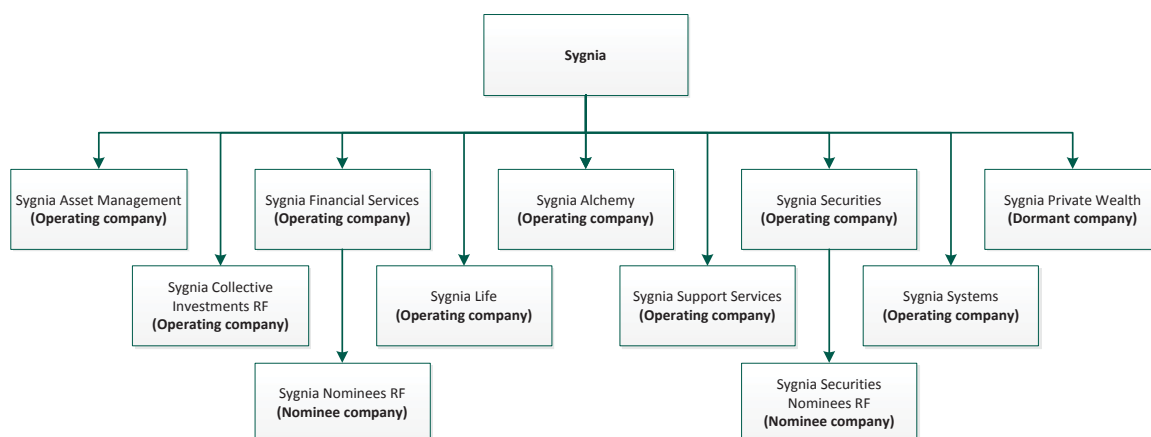 Sygnia
Sygnia Asset Management
(Operating company)
Sygnia Financial Services
(Operating company)
Sygnia Alchemy
(Operating company)
Sygnia Securities
(Operating company)
Sygnia Private Wealth
(Dormant company)
Sygnia Collective
Investments RF
(Operating company)
Sygnia Life
(Operating company)
Sygnia Support Services
(Operating company)
Sygnia Systems
(Operating company)
Sygnia Nominees RF
(Nominee company)
Sygnia Securities
Nominees RF
(Nominee company)